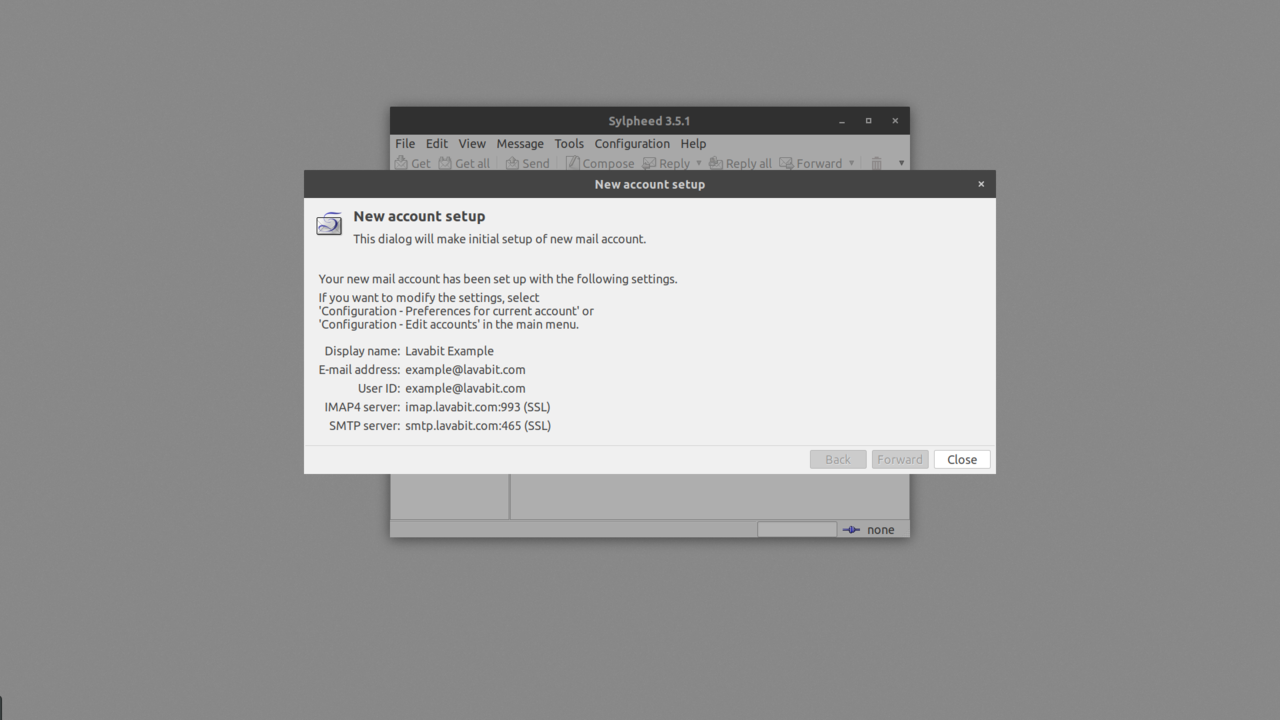 Sylpheed 3.5.1
File Edit View Message Tools Configuration Help
Get Get all Send Compose Reply Reply all Forward
New account setup
New account setup
This dialog will make initial setup of new mail account.
Your new mail account has been set up with the following settings.
If you want to modify the settings, select
'Configuration - Preferences for current account' or
'Configuration - Edit accounts' in the main menu.
Display name: Lavabit Example
E-mail address: example@lavabit.com
User ID: example@lavabit.com
IMAP4 server: imap.lavabit.com:993 (SSL)
SMTP server: smtp.lavabit.com:465 (SSL)
Back Forward Close
none